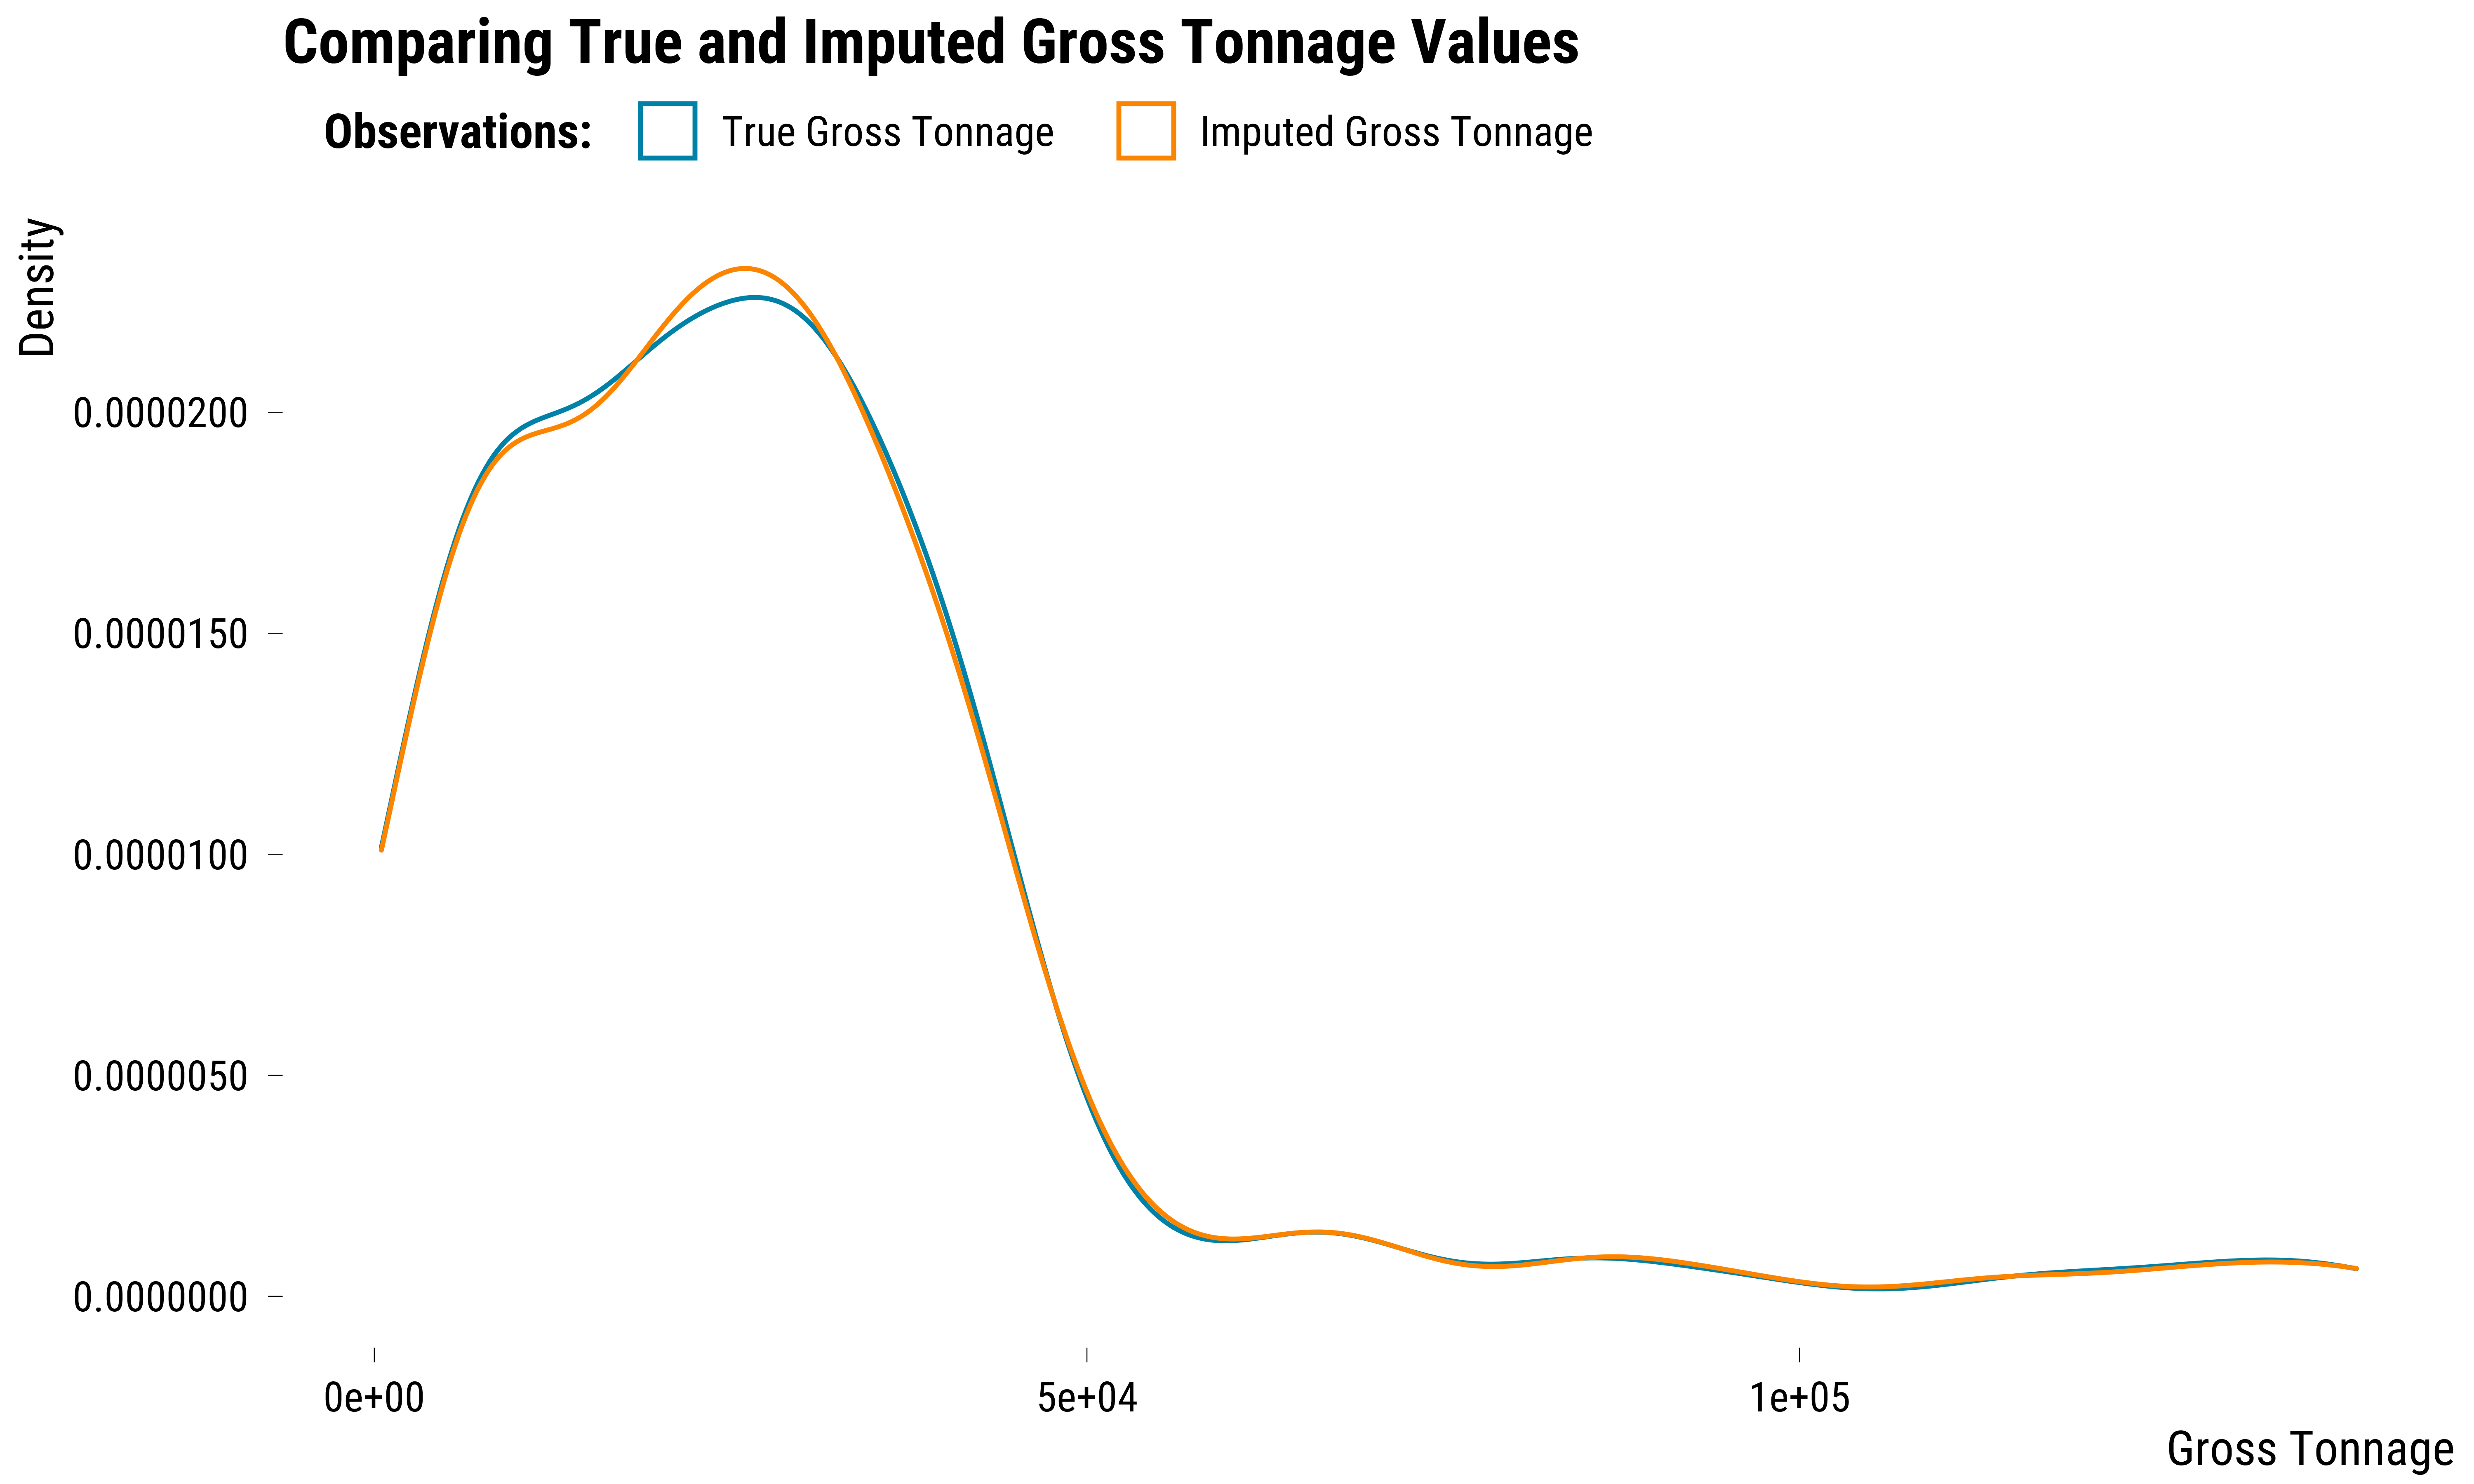 Comparing True and Imputed Gross Tonnage Values
Observations: True Gross Tonnage Imputed Gross Tonnage
Density
0.0000200
0.0000150
0.0000100
0.0000050
0.0000000
0e+00 5e+04 1e+05
Gross Tonnage